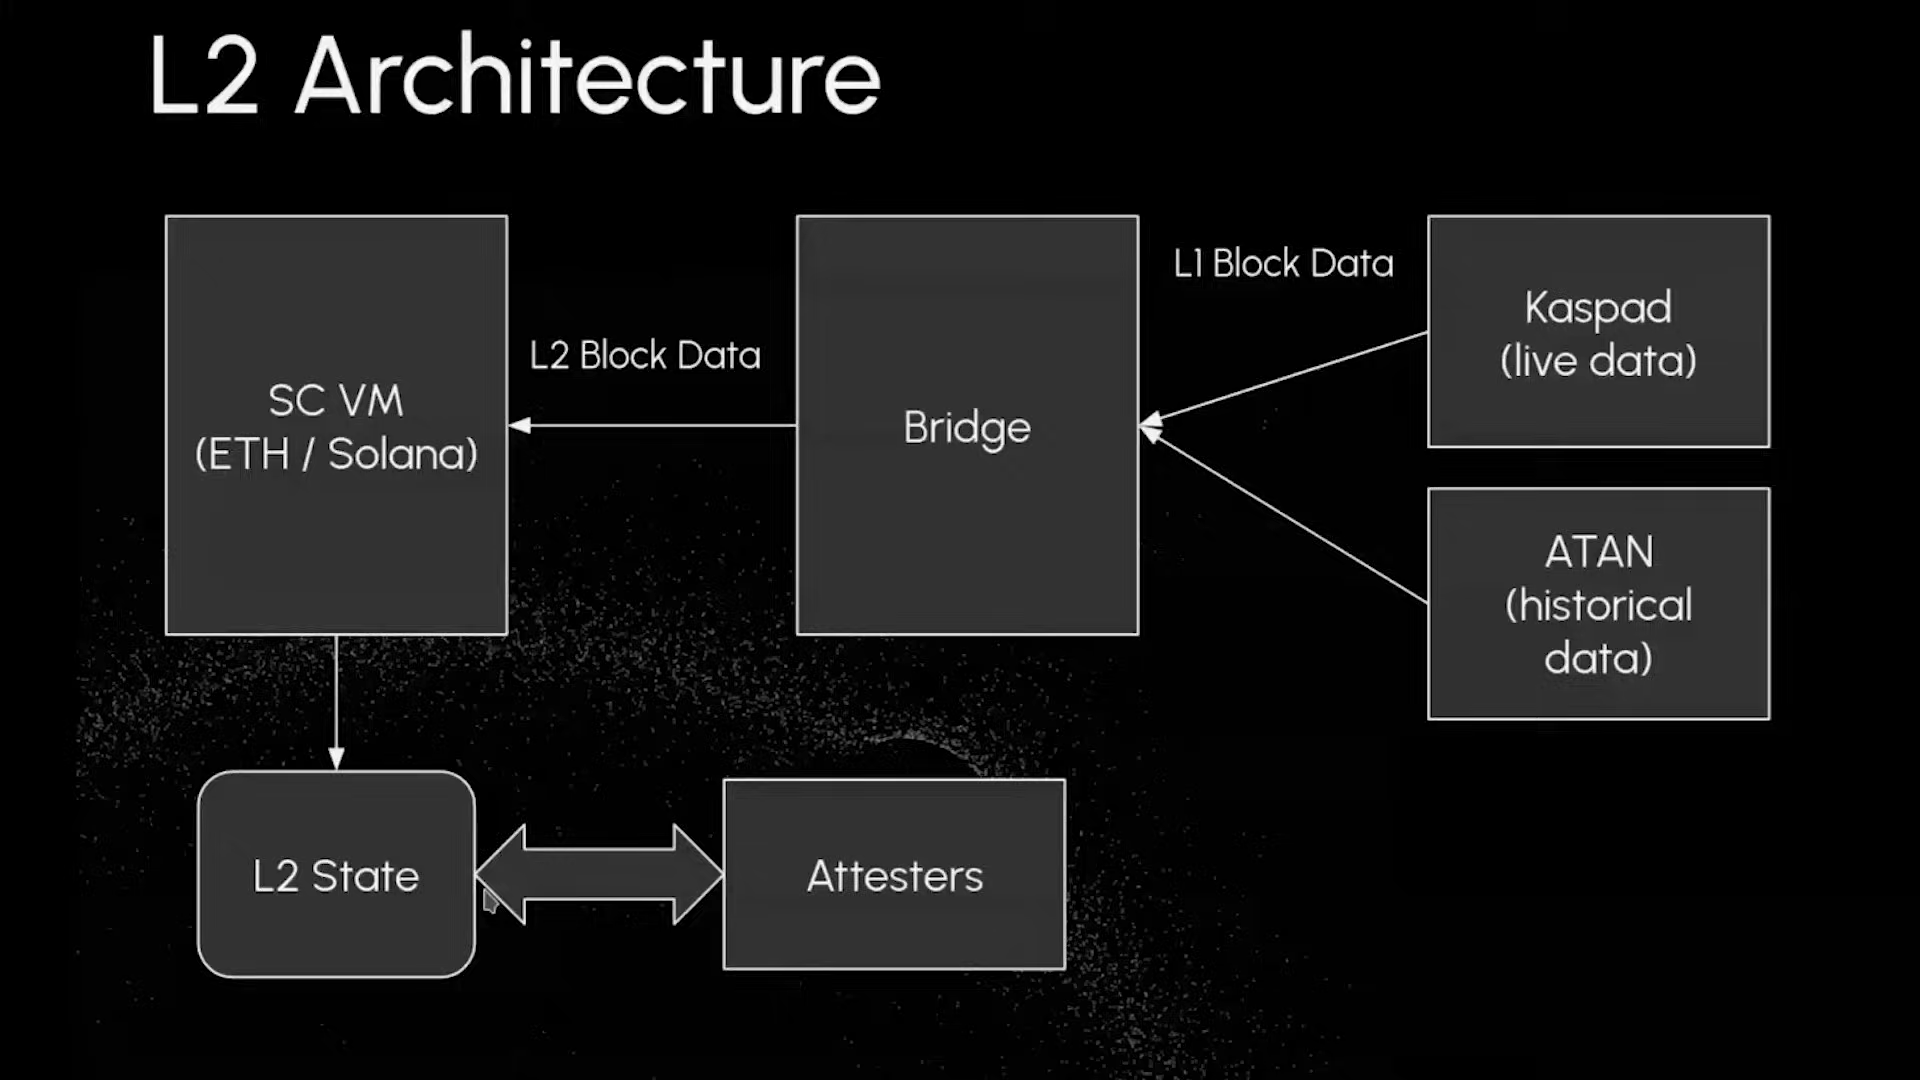 L2 Architecture
SC VM
(ETH / Solana)
L2 Block Data
Bridge
L1 Block Data
Kaspad
(live data)
ATAN
(historical
data)
L2 State
Attesters